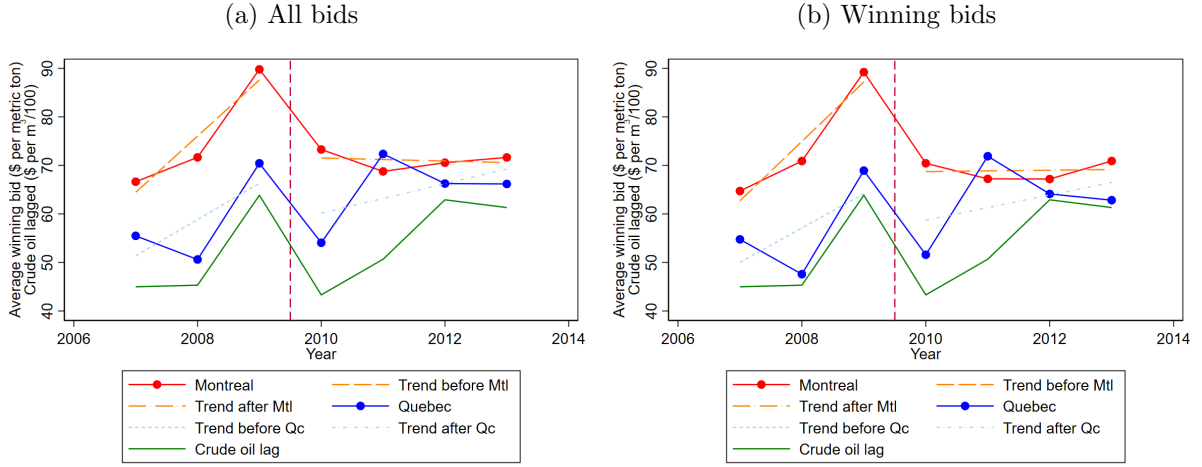 (a) All bids
Average winning bid ($ per metric ton)
Crude oil lagged ($ per m³/100)
90
80
70
60
50
40
2006
2008
2010
2012
2014
Year
Montreal
Trend before Mtl
Trend after Mtl
Quebec
Trend before Qc
Trend after Qc
Crude oil lag
(b) Winning bids
Average winning bid ($ per metric ton)
Crude oil lagged ($ per m³/100)
90
80
70
60
50
40
2006
2008
2010
2012
2014
Year
Montreal
Trend before Mtl
Trend after Mtl
Quebec
Trend before Qc
Trend after Qc
Crude oil lag